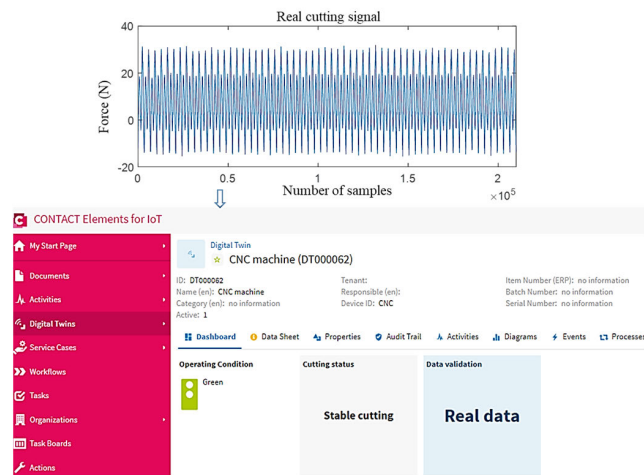 Real cutting signal
40
20
0
-20
Force (N)
0 0.5 1 1.5 2
Number of samples ×10⁵
CONTACT Elements for IoT
My Start Page
Documents
Activities
Digital Twins
Service Cases
Workflows
Tasks
Organizations
Task Boards
Actions
Digital Twin
CNC machine (DT000062)
ID: DT000062 Tenant: Item Number (ERP): no information
Name (en): CNC machine Responsible (en): Batch Number: no information
Category (en): no information Device ID: CNC Serial Number: no information
Active: 1
Dashboard Data Sheet Properties Audit Trail Activities Diagrams Events Processes
Operating Condition Cutting status Data validation
Green
Stable cutting Real data